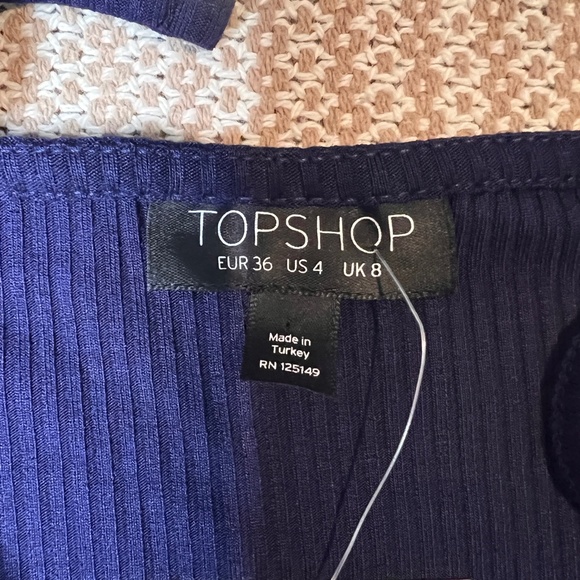 TOPSHOP
EUR 36 US 4 UK 8
Made in
Turkey
RN 125149